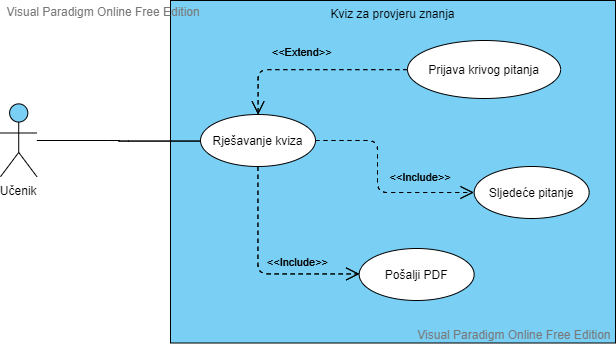 Visual Paradigm Online Free Edition
Kviz za provjeru znanja
<<Extend>>
Prijava krivog pitanja
Rješavanje kviza
Učenik
<<Include>>
Sljedeće pitanje
<<Include>>
Pošalji PDF
Visual Paradigm Online Free Edition